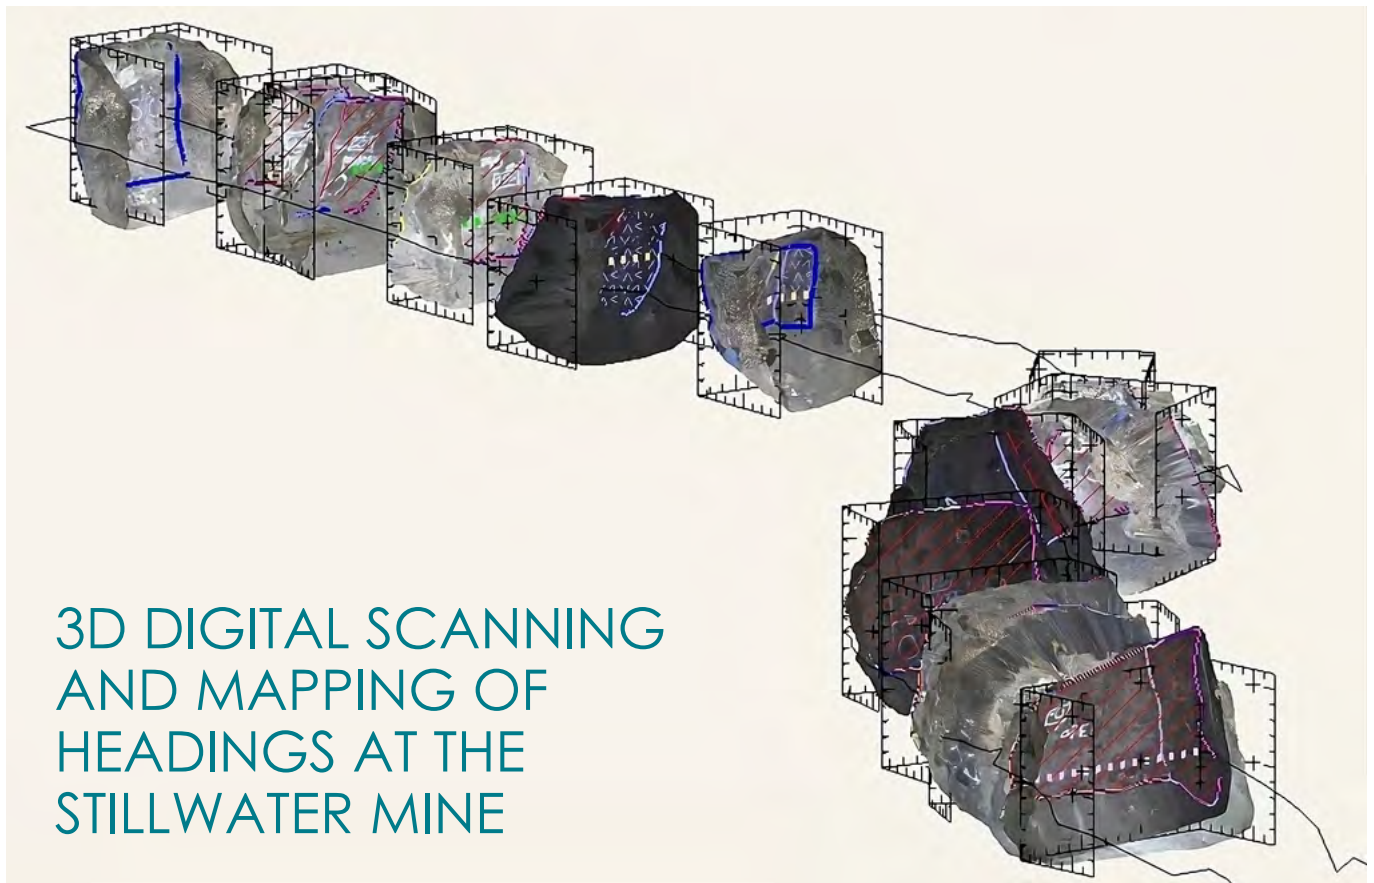 3D DIGITAL SCANNING
AND MAPPING OF
HEADINGS AT THE
STILLWATER MINE